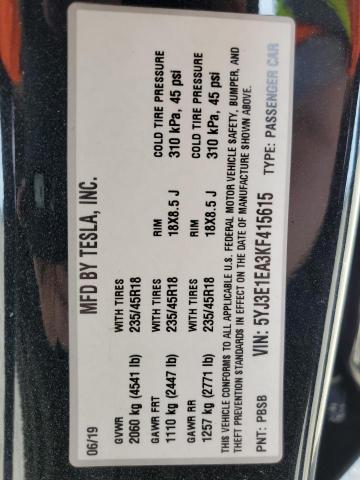 MFD BY TESLA, INC.
06/19
GVWR WITH TIRES RIM COLD TIRE PRESSURE
2060 kg (4541 lb) 235/45R18 18X8.5 J 310 kPa, 45 psi
GAWR FRT WITH TIRES RIM COLD TIRE PRESSURE
1110 kg (2447 lb) 235/45R18 18X8.5 J 310 kPa, 45 psi
GAWR RR WITH TIRES
1257 kg (2771 lb) 235/45R18
THIS VEHICLE CONFORMS TO ALL APPLICABLE U.S. FEDERAL MOTOR VEHICLE SAFETY, BUMPER, AND
THEFT PREVENTION STANDARDS IN EFFECT ON THE DATE OF MANUFACTURE SHOWN ABOVE.
PNT: PBSB VIN: 5YJ3E1EA3KF415615 TYPE: PASSENGER CAR